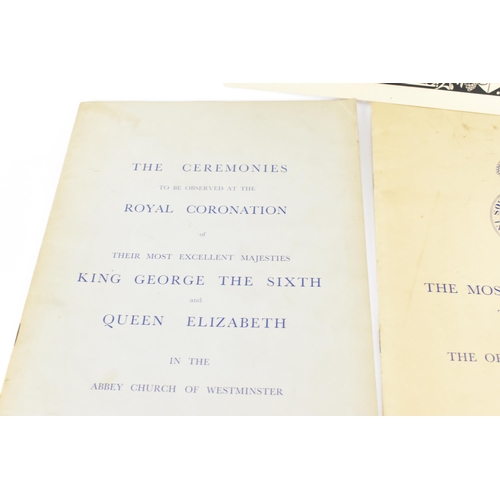 THE CEREMONIES
TO BE OBSERVED AT THE
ROYAL CORONATION
of
THEIR MOST EXCELLENT MAJESTIES
KING GEORGE THE SIXTH
and
QUEEN ELIZABETH
IN THE
ABBEY CHURCH OF WESTMINSTER
THE MOS
THE OR